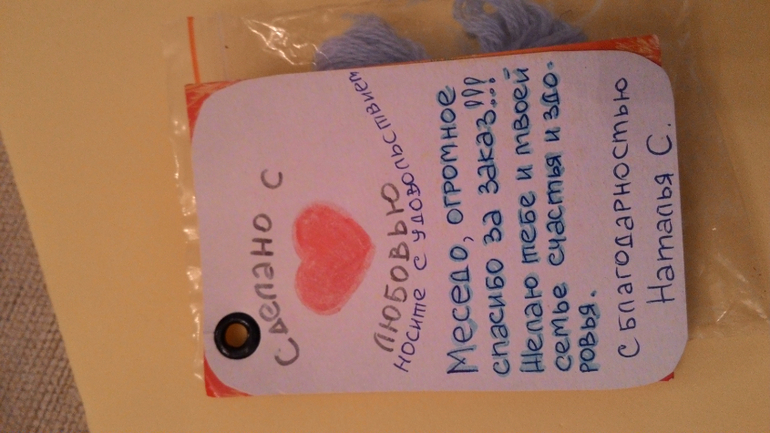 Сделано с
любовью
носите с удовольствием
Меседо, огромное
спасибо за заказ!!!
Желаю тебе и твоей
семье счастья и здо-
ровья.
С благодарностью
Наталья С.